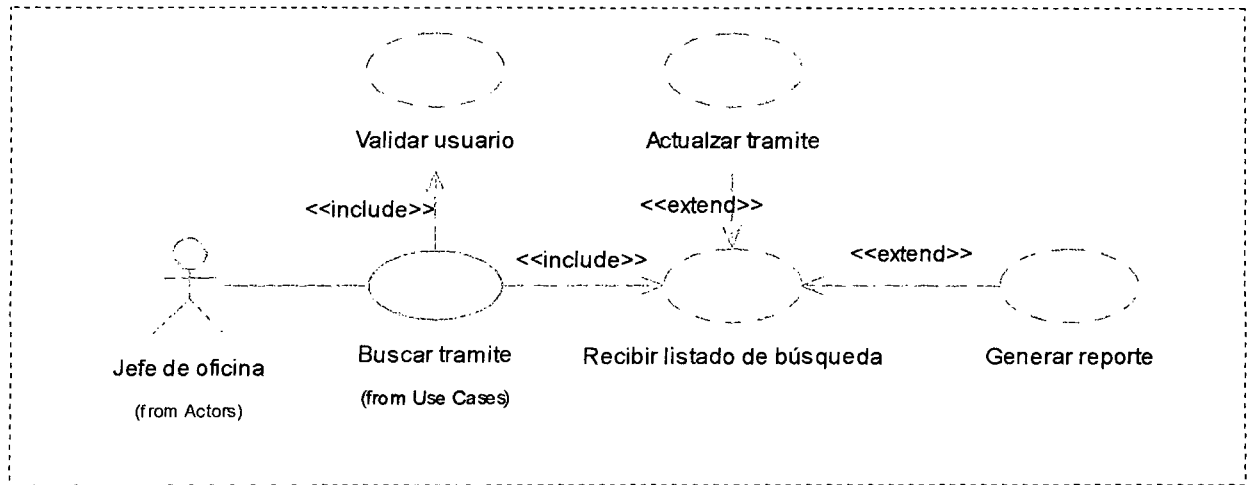 Validar usuario
Actualzar tramite
<<include>>
<<extend>>
<<include>>
<<extend>>
Jefe de oficina
(from Actors)
Buscar tramite
(from Use Cases)
Recibir listado de búsqueda
Generar reporte